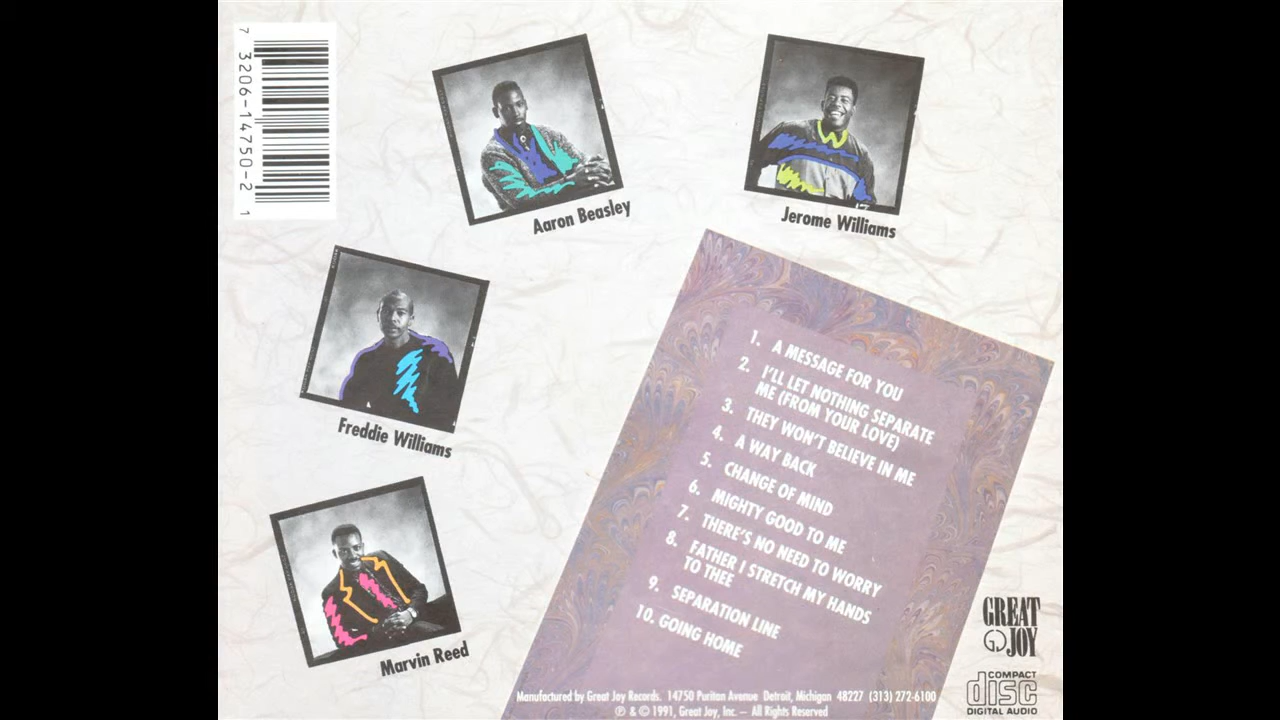 7 3206-14750-2 1
Aaron Beasley
Jerome Williams
Freddie Williams
Marvin Reed
1. A MESSAGE FOR YOU
2. I'LL LET NOTHING SEPARATE
ME (FROM YOUR LOVE)
3. THEY WON'T BELIEVE IN ME
4. A WAY BACK
5. CHANGE OF MIND
6. MIGHTY GOOD TO ME
7. THERE'S NO NEED TO WORRY
8. FATHER I STRETCH MY HANDS
TO THEE
9. SEPARATION LINE
10. GOING HOME
GREAT
JOY
COMPACT
disc
DIGITAL AUDIO
Manufactured by Great Joy Records. 14750 Puritan Avenue Detroit, Michigan 48227 (313) 272-6100
℗ & © 1991, Great Joy, Inc. — All Rights Reserved